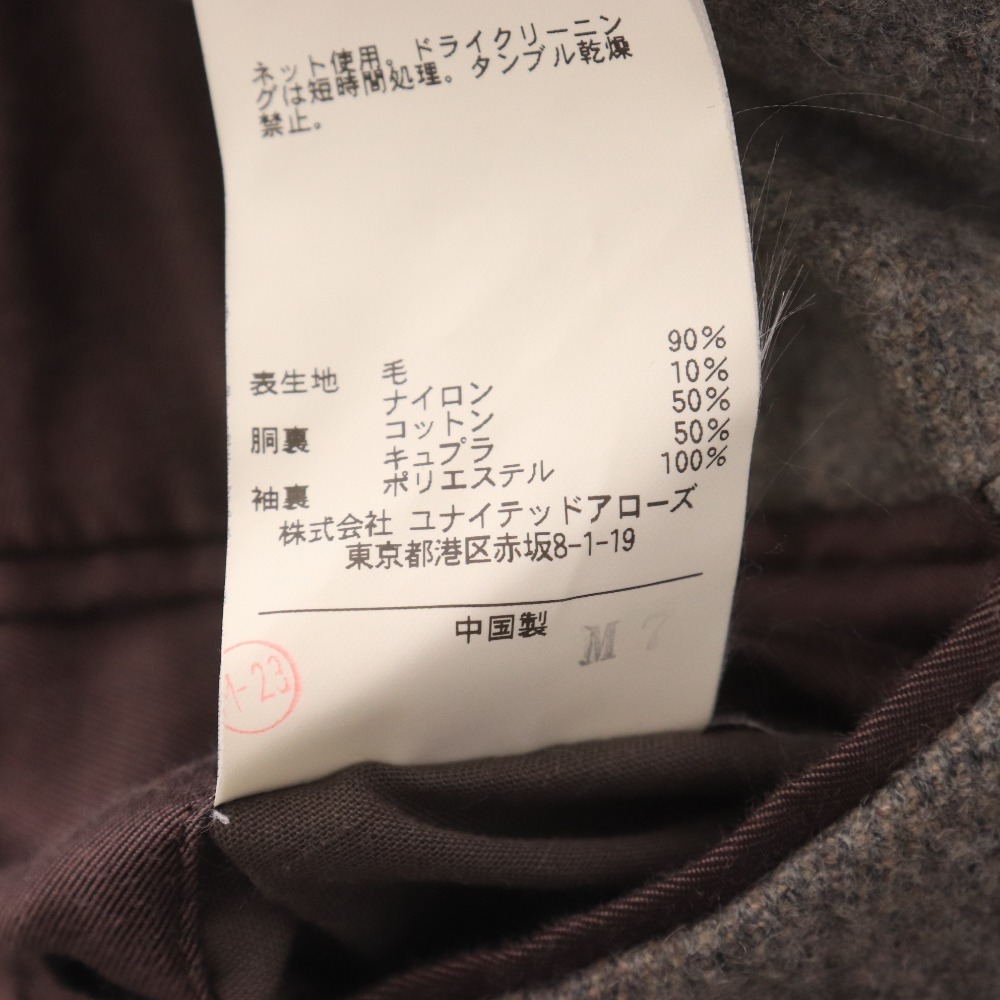 ネット使用。ドライクリーニン
グは短時間処理。タンブル乾燥
禁止。
表生地 毛 90%
ナイロン 10%
胴裏 コットン 50%
キュプラ 50%
袖裏 ポリエステル 100%
株式会社 ユナイテッドアローズ
東京都港区赤坂8-1-19
中国製 M 7
-23